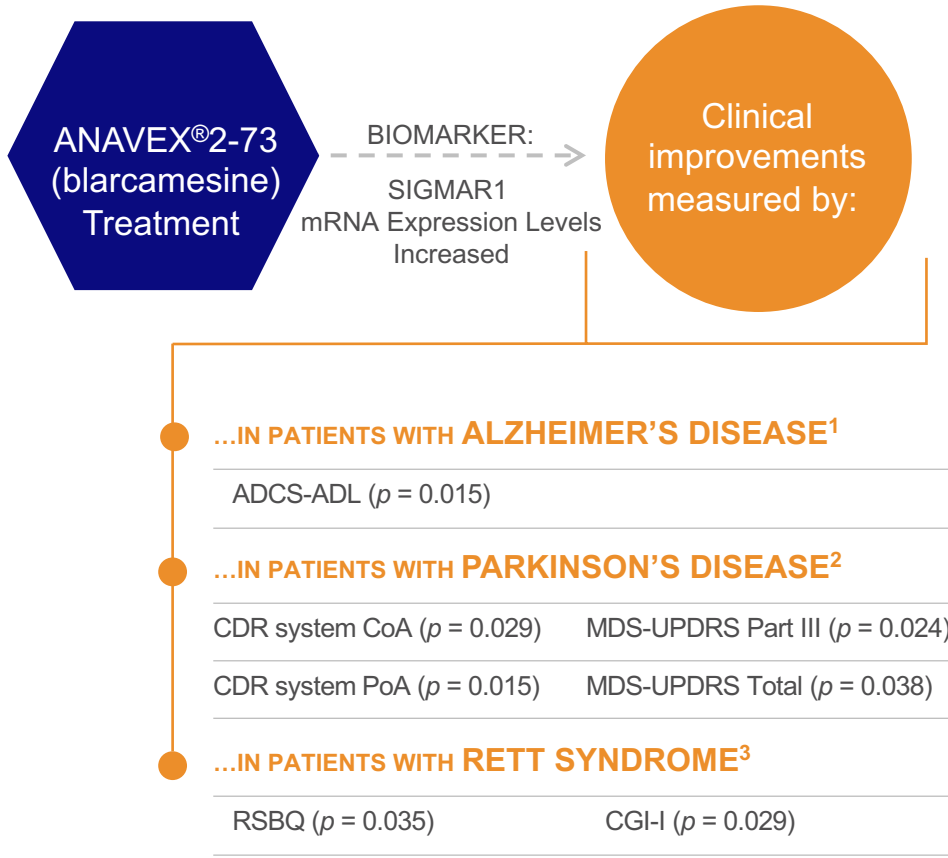 ANAVEX®2-73
(blarcamesine)
Treatment
BIOMARKER:
SIGMAR1
mRNA Expression Levels
Increased
Clinical
improvements
measured by:
...IN PATIENTS WITH ALZHEIMER'S DISEASE¹
ADCS-ADL (p = 0.015)
...IN PATIENTS WITH PARKINSON'S DISEASE²
CDR system CoA (p = 0.029) MDS-UPDRS Part III (p = 0.024)
CDR system PoA (p = 0.015) MDS-UPDRS Total (p = 0.038)
...IN PATIENTS WITH RETT SYNDROME³
RSBQ (p = 0.035) CGI-I (p = 0.029)